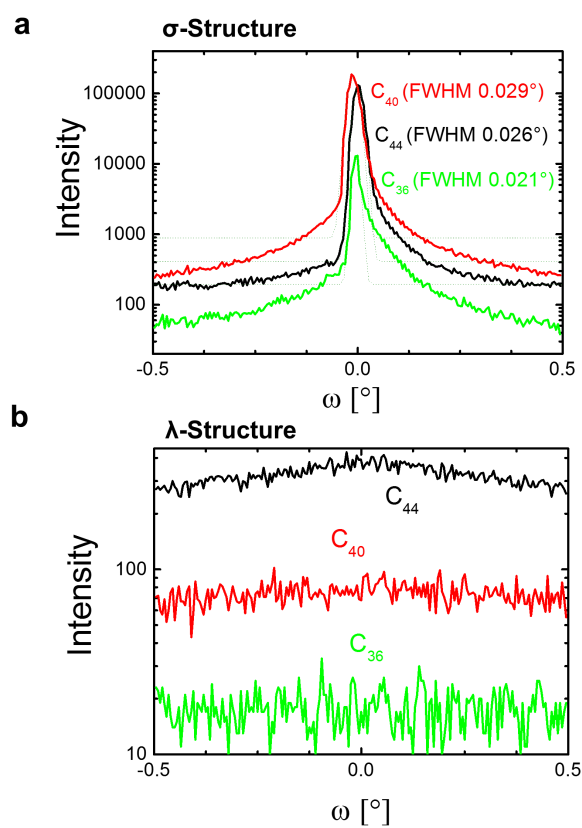 a
σ-Structure
100000
10000
1000
100
Intensity
C40 (FWHM 0.029°)
C44 (FWHM 0.026°)
C36 (FWHM 0.021°)
-0.5 0.0 0.5
ω [°]
b
λ-Structure
100
10
Intensity
C44
C40
C36
-0.5 0.0 0.5
ω [°]